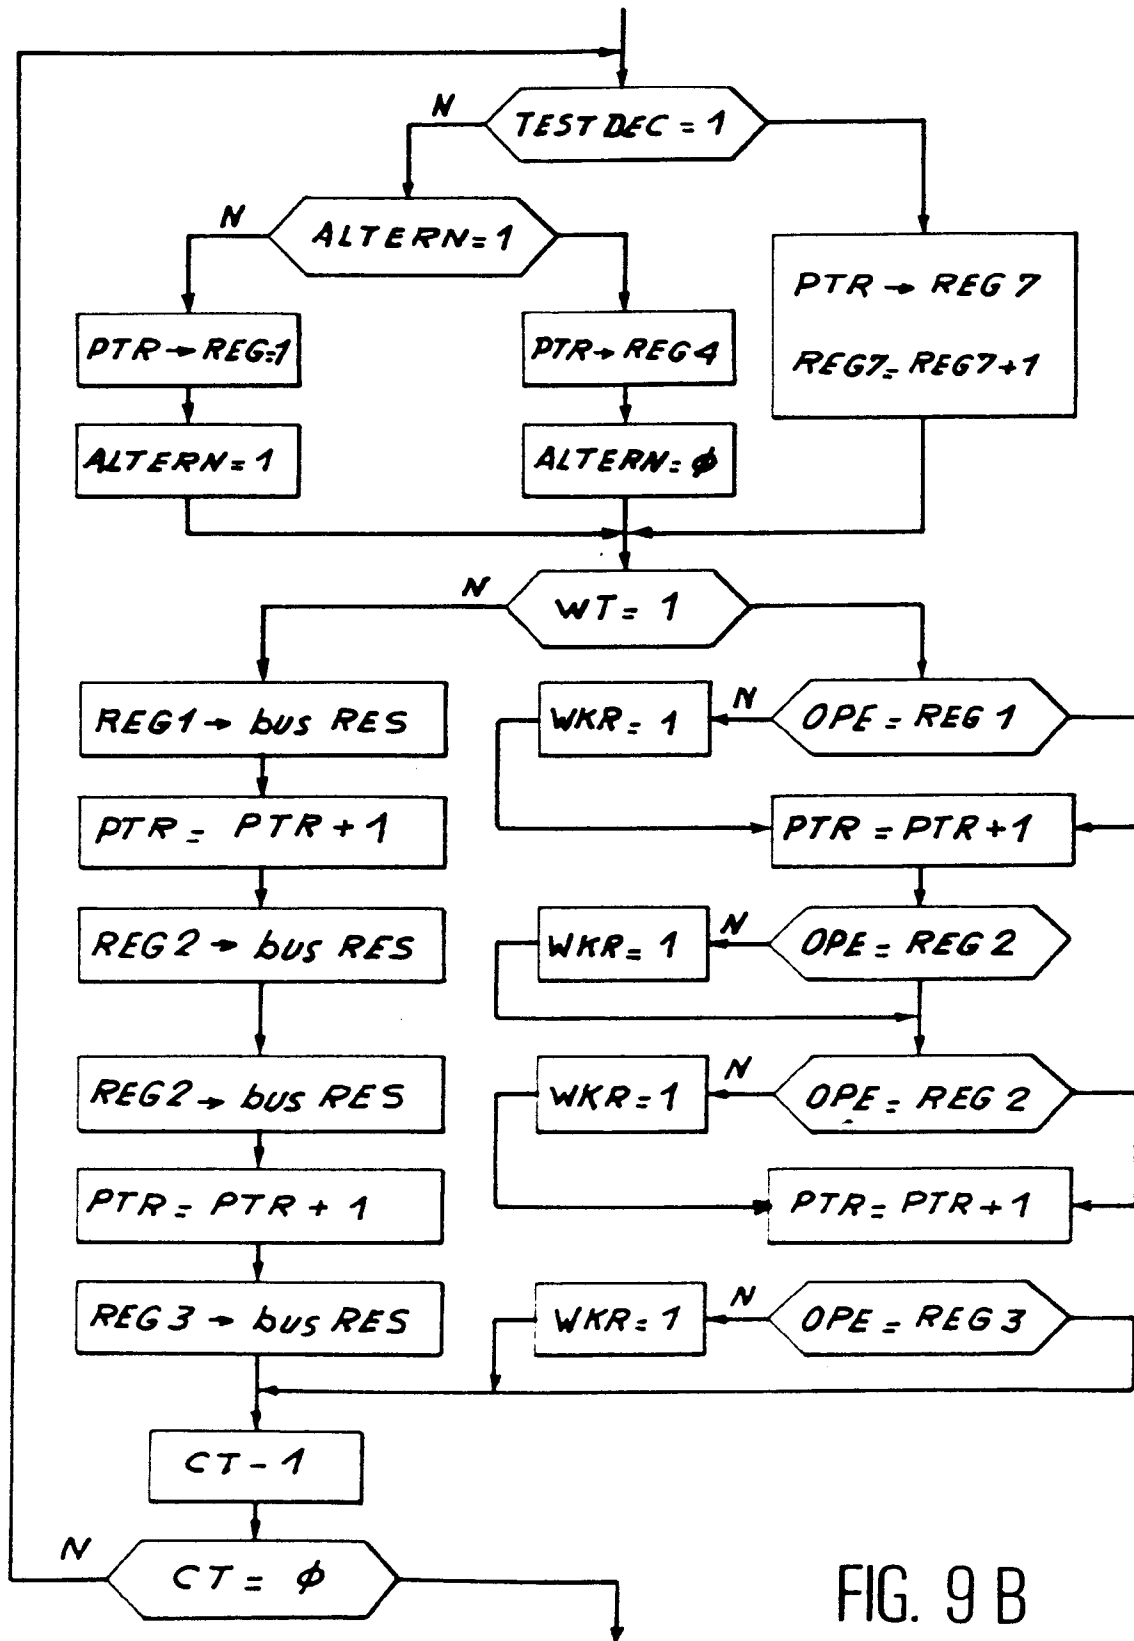 TEST DEC = 1
N
ALTERN = 1
N
PTR → REG 7
REG7 = REG7 + 1
PTR → REG=1
PTR → REG 4
ALTERN = 1
ALTERN = ϕ
WT = 1
N
REG1 → bus RES
WKR = 1
N
OPE = REG 1
PTR = PTR + 1
PTR = PTR + 1
REG2 → bus RES
WKR = 1
N
OPE = REG 2
REG2 → bus RES
WKR = 1
N
OPE = REG 2
PTR = PTR + 1
PTR = PTR + 1
REG 3 → bus RES
WKR = 1
N
OPE = REG 3
CT - 1
N
CT = ϕ
FIG. 9 B